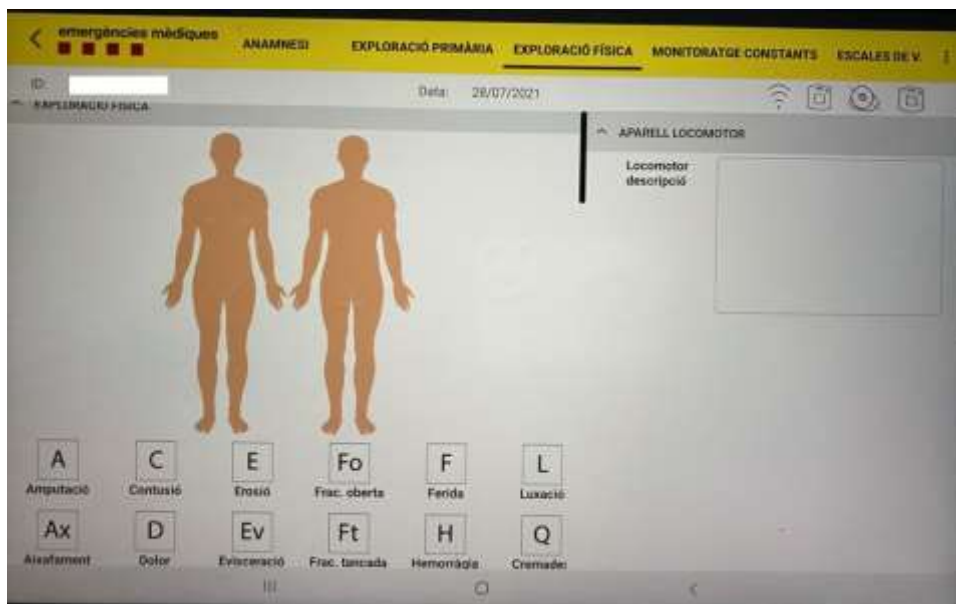 emergències mèdiques
ANAMNESI
EXPLORACIÓ PRIMÀRIA
EXPLORACIÓ FÍSICA
MONITORATGE CONSTANTS
ESCALES DE V.
ID:
Data: 28/07/2021
EXPLORACIÓ FÍSICA
APARELL LOCOMOTOR
Locomotor
descripció
A
C
E
Fo
F
L
Amputació
Contusió
Erosió
Frac. oberta
Ferida
Luxació
Ax
D
Ev
Ft
H
Q
Aixafament
Dolor
Evisceració
Frac. tancada
Hemorràgia
Cremades